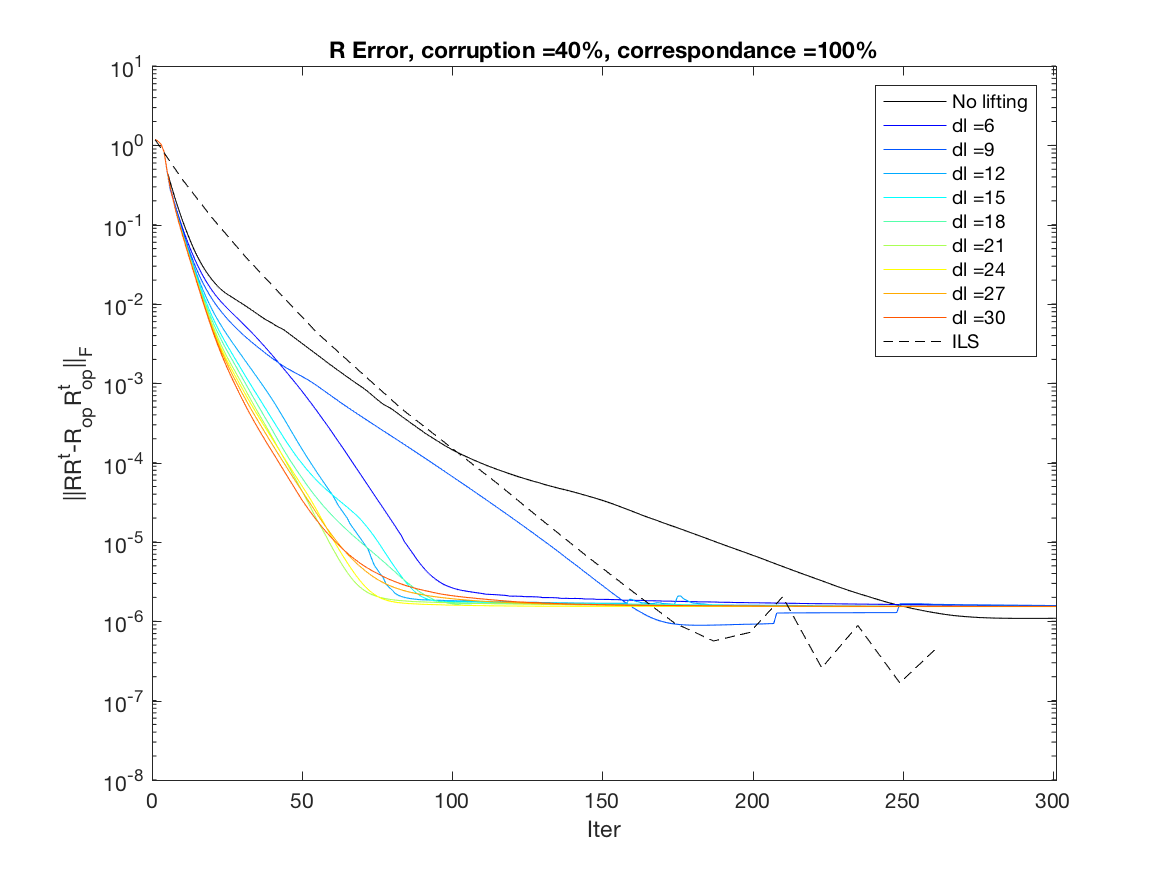 R Error, corruption =40%, correspondance =100%
10^1
10^0
10^-1
10^-2
10^-3
10^-4
10^-5
10^-6
10^-7
10^-8
||RR^t-R_op R^t_op||_F
No lifting
dl =6
dl =9
dl =12
dl =15
dl =18
dl =21
dl =24
dl =27
dl =30
ILS
0 50 100 150 200 250 300
Iter